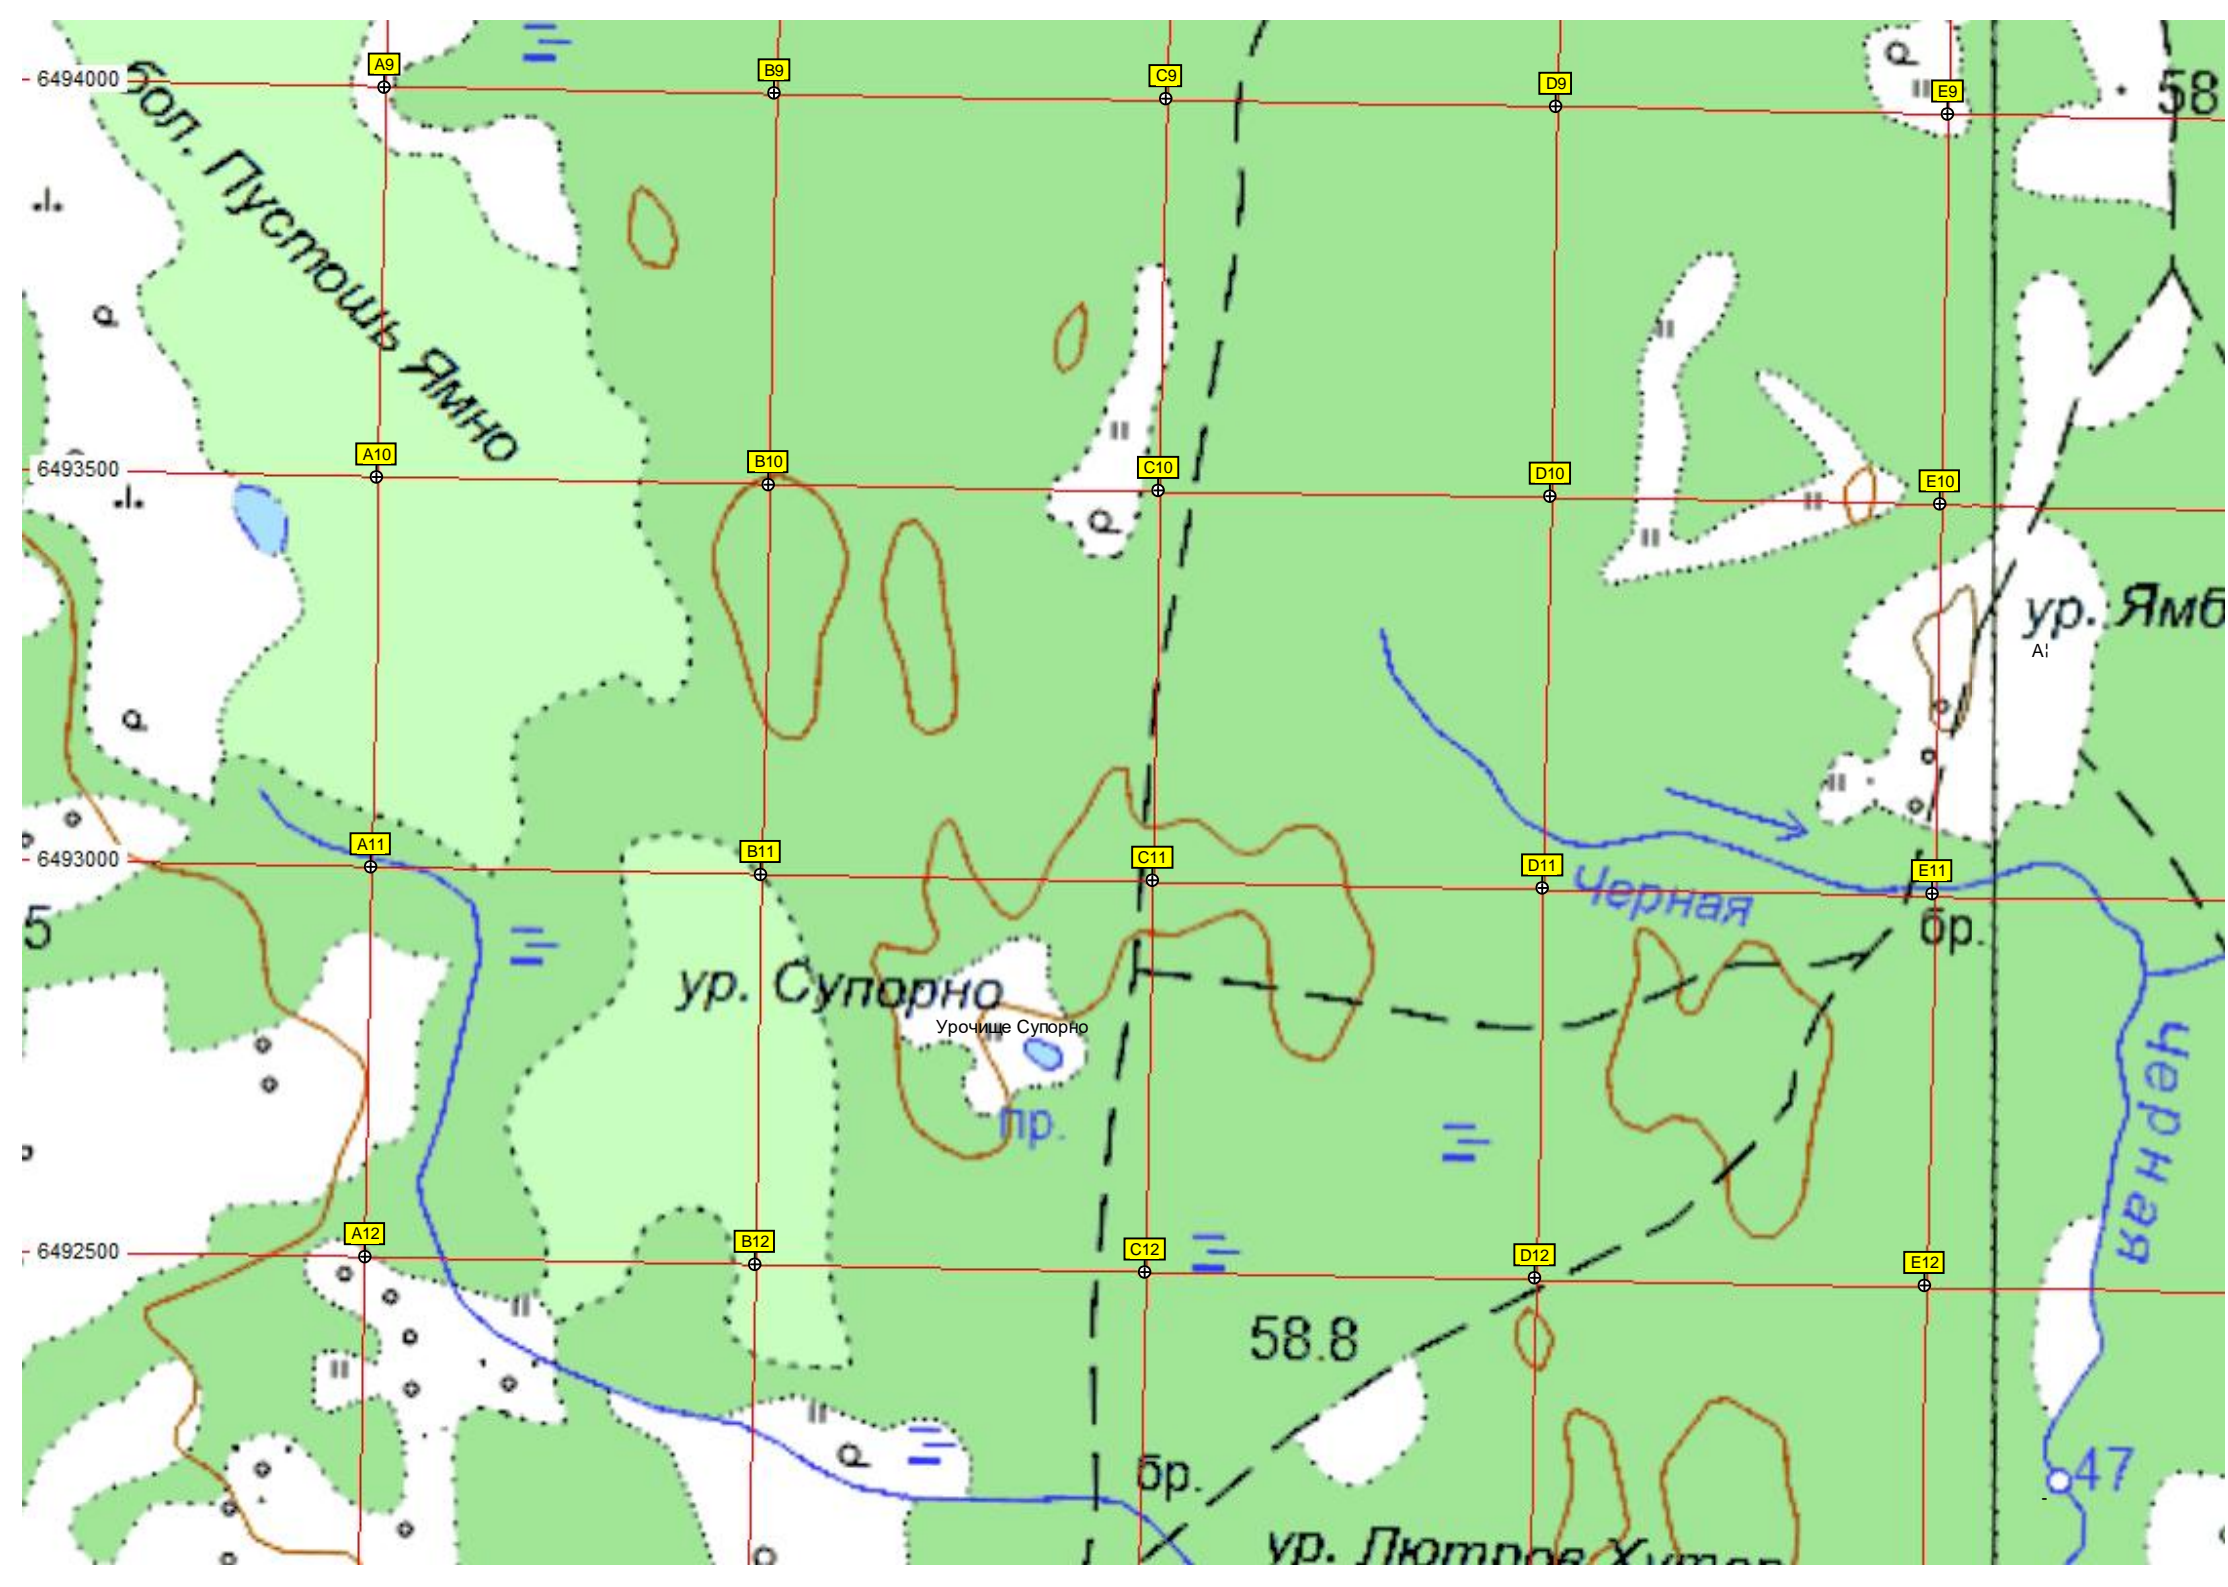 A9
B9
C9
D9
E9
6494000
58
бол. Пустошь Ямно
A10
B10
C10
D10
E10
6493500
ур. Ямб
A¦
A11
B11
C11
D11
E11
6493000
Черная
бр.
5
ур. Супорно
Урочище Супорно
пр.
Черная
A12
B12
C12
D12
E12
6492500
58.8
бр.
47
ур. Лютров Хутор